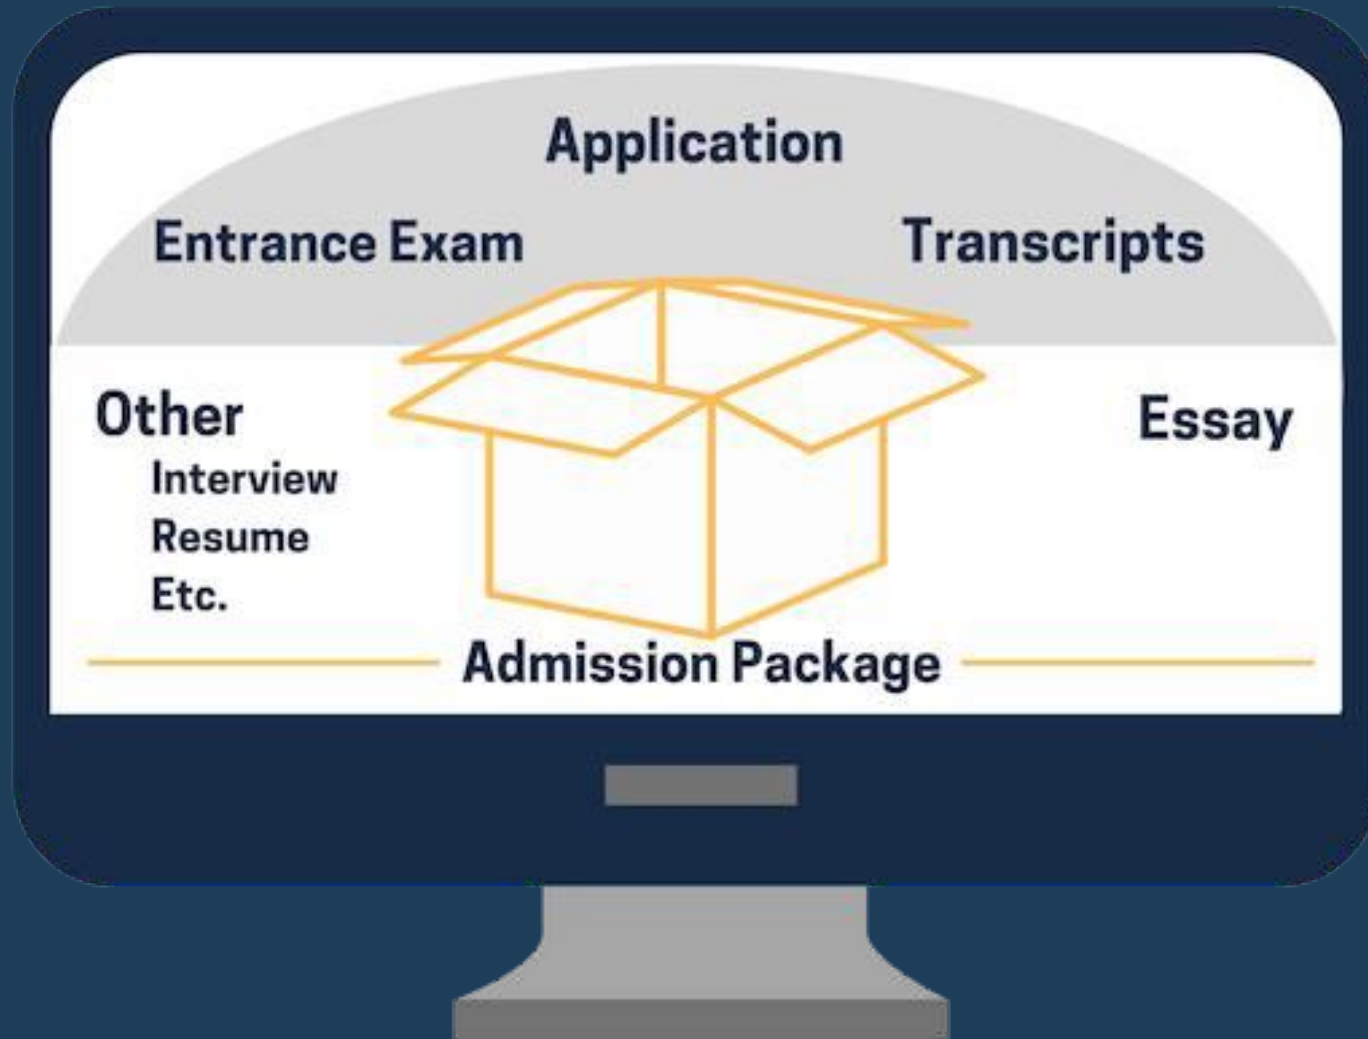 Application
Entrance Exam
Transcripts
Other
Interview
Resume
Etc.
Essay
Admission Package